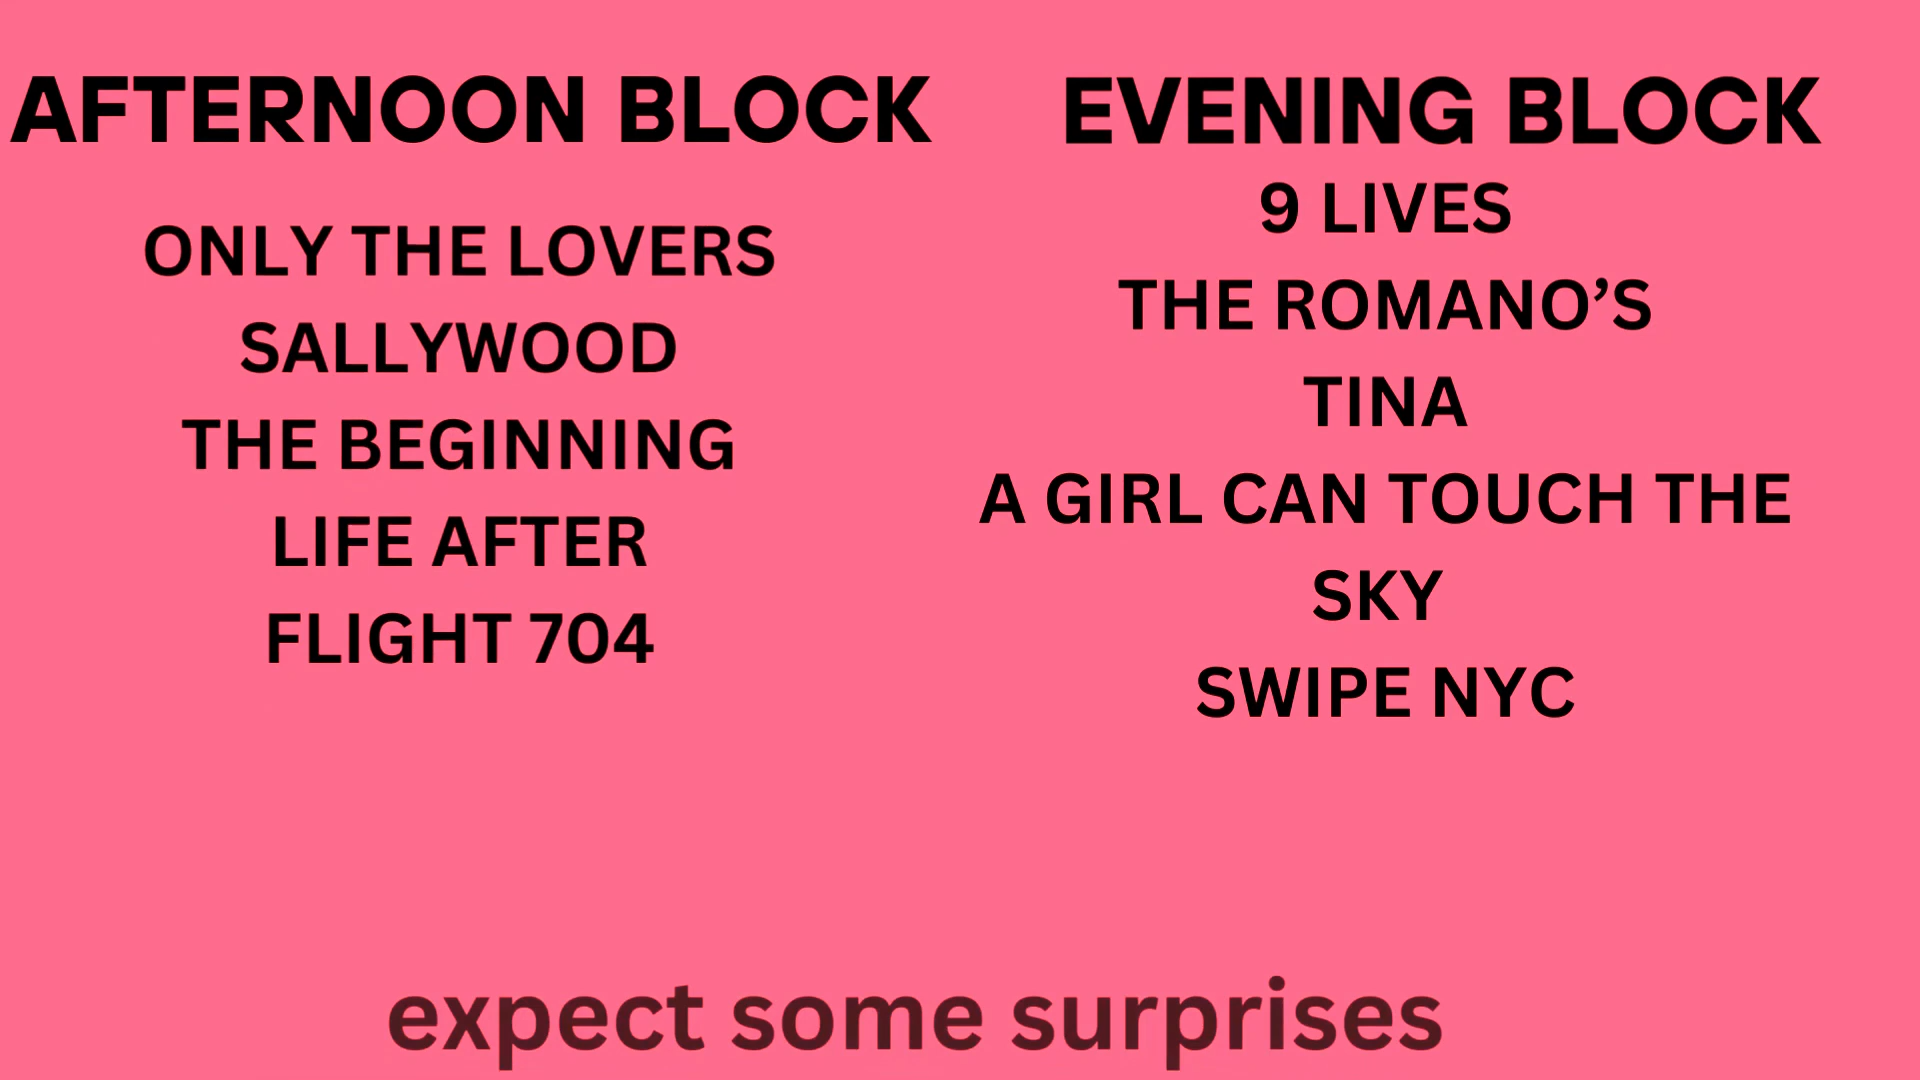 AFTERNOON BLOCK
ONLY THE LOVERS
SALLYWOOD
THE BEGINNING
LIFE AFTER
FLIGHT 704
EVENING BLOCK
9 LIVES
THE ROMANO’S
TINA
A GIRL CAN TOUCH THE
SKY
SWIPE NYC
expect some surprises